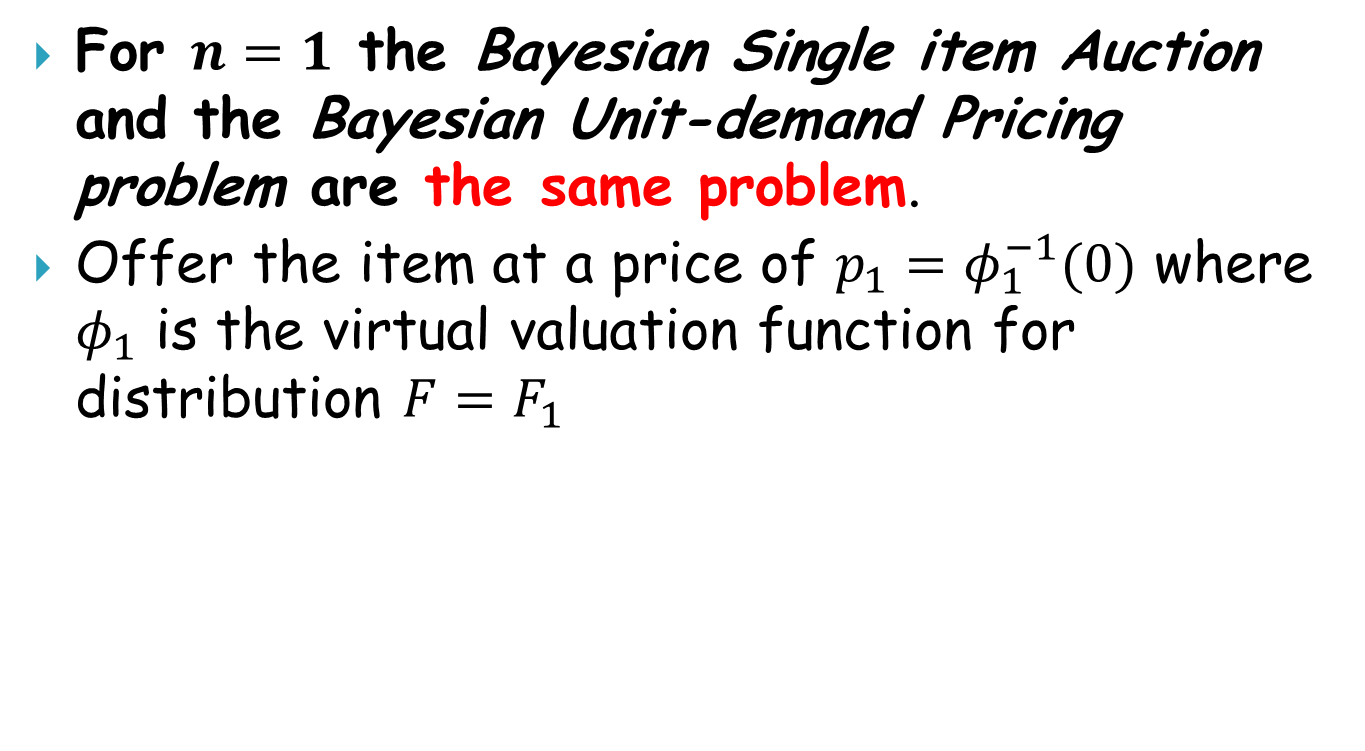 For 𝒏 = 𝟏 the Bayesian Single item Auction
and the Bayesian Unit-demand Pricing
problem are the same problem.
Offer the item at a price of 𝑝₁ = 𝜙₁⁻¹(0) where
𝜙₁ is the virtual valuation function for
distribution 𝐹 = 𝐹₁